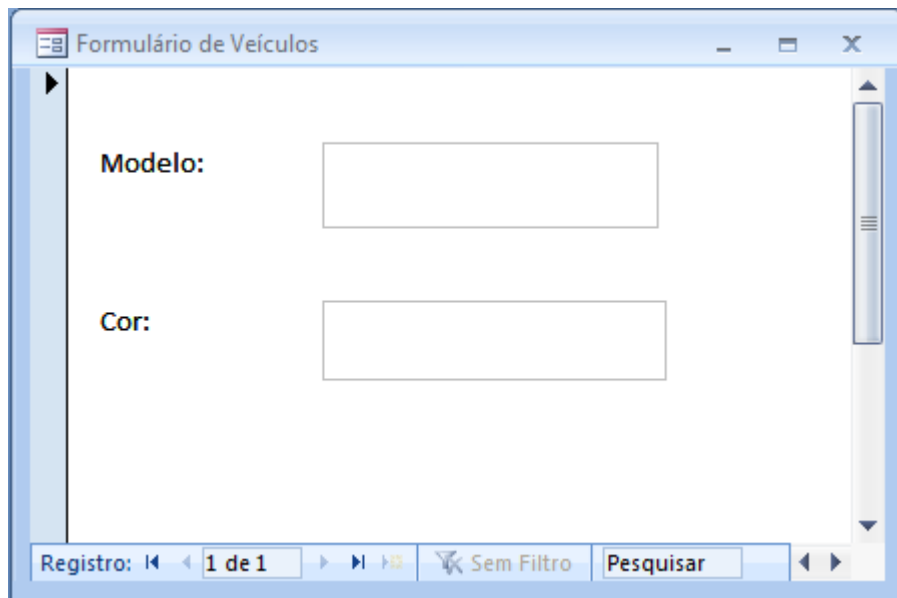 Formulário de Veículos
Modelo:
Cor:
Registro: 1 de 1 Sem Filtro Pesquisar